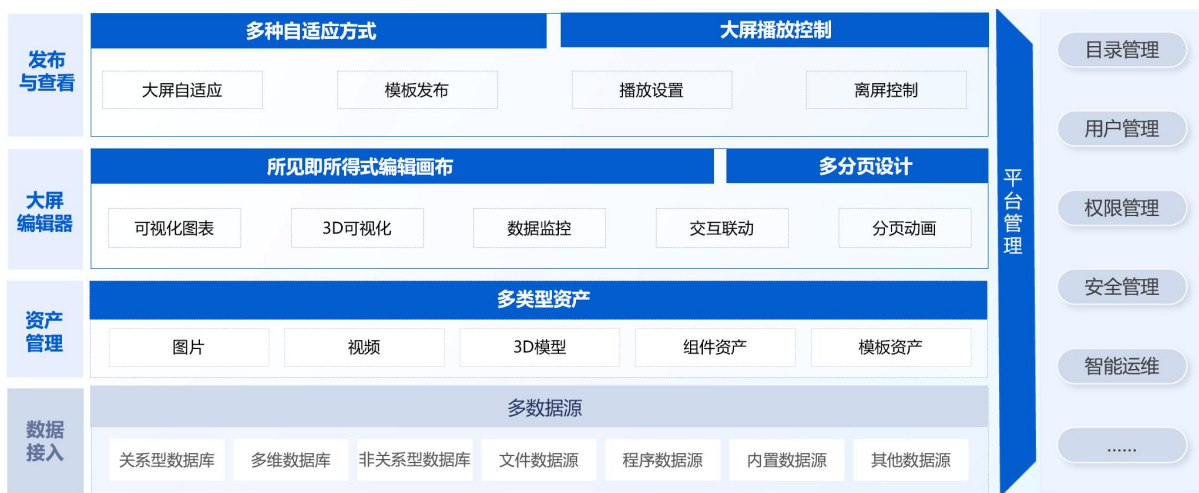 发布
与查看
多种自适应方式
大屏播放控制
大屏自适应
模板发布
播放设置
离屏控制
大屏
编辑器
所见即所得式编辑画布
多分页设计
可视化图表
3D可视化
数据监控
交互联动
分页动画
资产
管理
多类型资产
图片
视频
3D模型
组件资产
模板资产
数据
接入
多数据源
关系型数据库
多维数据库
非关系型数据库
文件数据源
程序数据源
内置数据源
其他数据源
平台管理
目录管理
用户管理
权限管理
安全管理
智能运维
......